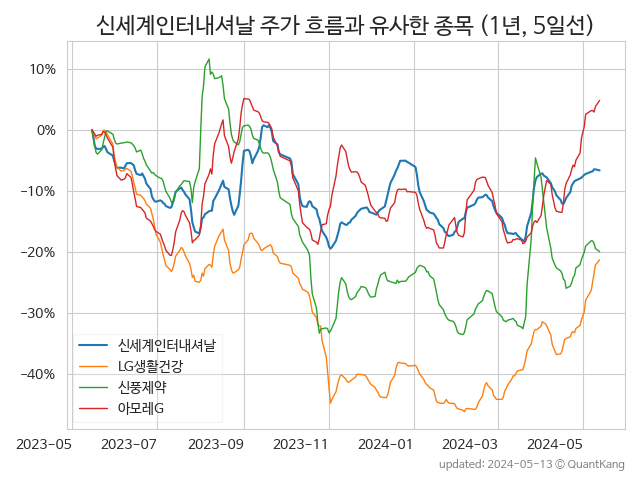 신세계인터내셔날 주가 흐름과 유사한 종목 (1년, 5일선)
10%
0%
−10%
−20%
−30%
−40%
신세계인터내셔날
LG생활건강
신풍제약
아모레G
2023-05 2023-07 2023-09 2023-11 2024-01 2024-03 2024-05
updated: 2024-05-13 ⓒ QuantKang